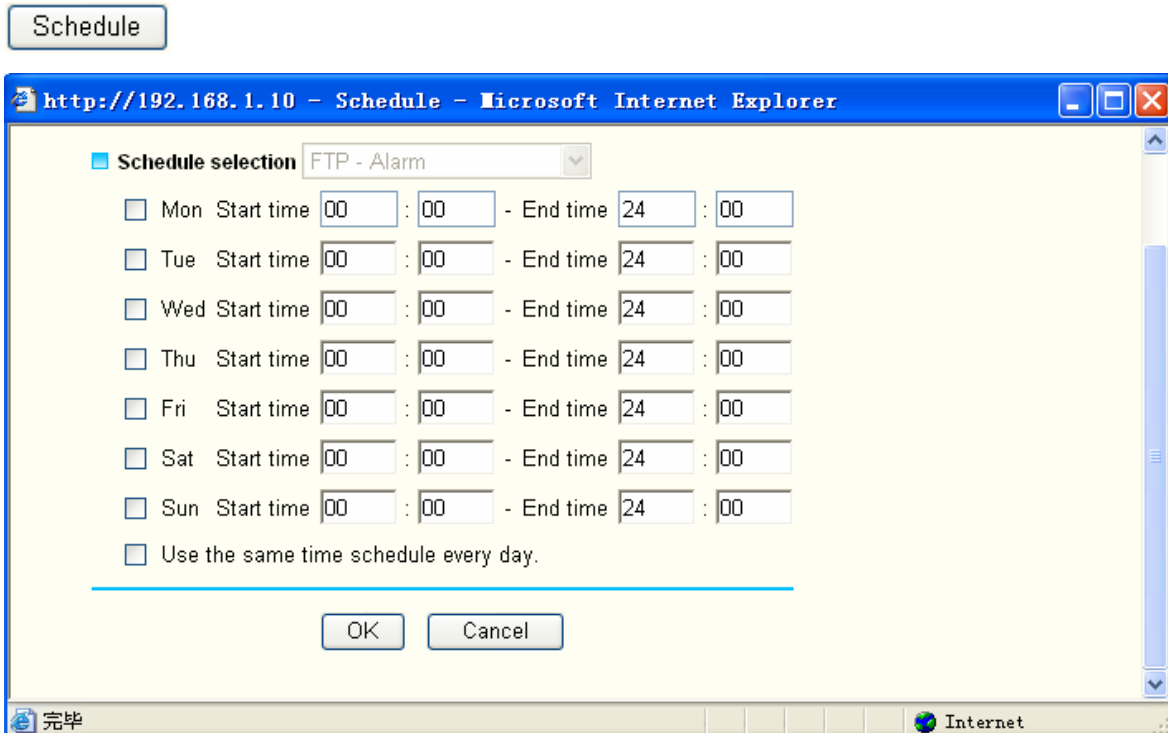 Schedule
http://192.168.1.10 - Schedule - Microsoft Internet Explorer
Schedule selection FTP - Alarm
Mon Start time 00 : 00 - End time 24 : 00
Tue Start time 00 : 00 - End time 24 : 00
Wed Start time 00 : 00 - End time 24 : 00
Thu Start time 00 : 00 - End time 24 : 00
Fri Start time 00 : 00 - End time 24 : 00
Sat Start time 00 : 00 - End time 24 : 00
Sun Start time 00 : 00 - End time 24 : 00
Use the same time schedule every day.
OK Cancel
完毕 Internet